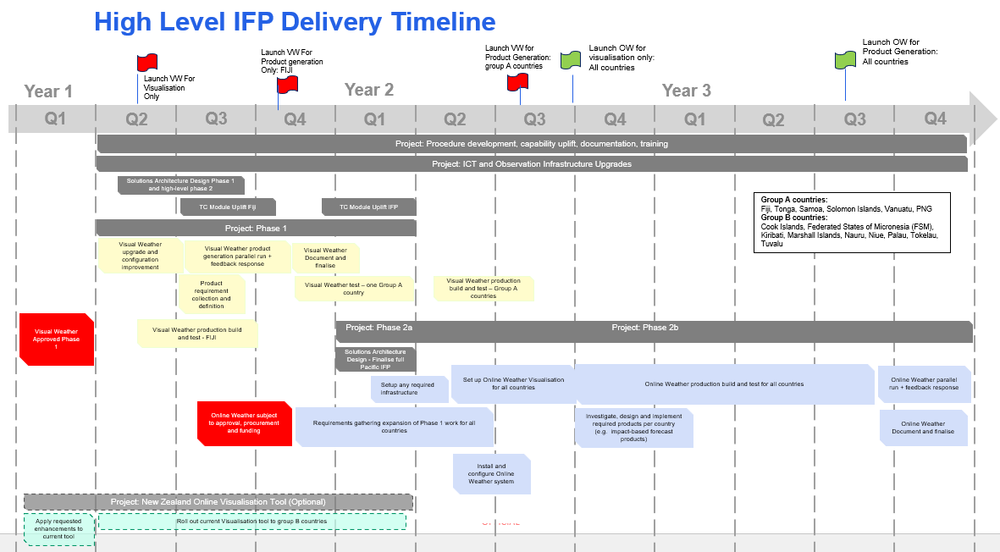 High Level IFP Delivery Timeline
Launch VW For
Visualisation
Only
Launch VW For
Product generation
Only: FIJI
Launch VW for
Product Generation:
group A countries
Launch OW for
visualisation only:
All countries
Launch OW for
Product Generation:
All countries
Year 1
Year 2
Year 3
Q1
Q2
Q3
Q4
Q1
Q2
Q3
Q4
Q1
Q2
Q3
Q4
Project: Procedure development, capability uplift, documentation, training
Project: ICT and Observation Infrastructure Upgrades
Solutions Architecture Design Phase 1
and high-level phase 2
TC Module Uplift Fiji
TC Module Uplift IFP
Group A countries:
Fiji, Tonga, Samoa, Solomon Islands, Vanuatu, PNG
Group B countries:
Cook Islands, Federated States of Micronesia (FSM),
Kiribati, Marshall Islands, Nauru, Niue, Palau, Tokelau,
Tuvalu
Project: Phase 1
Visual Weather
upgrade and
configuration
improvement
Visual Weather product
generation parallel run +
feedback response
Visual Weather
Document and
finalise
Product
requirement
collection and
definition
Visual Weather test – one Group A
country
Visual Weather production
build and test – Group A
countries
Visual Weather
Approved Phase
1
Visual Weather production build
and test - FIJI
Project: Phase 2a
Project: Phase 2b
Solutions Architecture
Design - Finalise full
Pacific IFP
Setup any required
infrastructure
Set up Online Weather Visualisation
for all countries
Online Weather production build and test for all countries
Online Weather parallel
run + feedback response
Online Weather subject
to approval, procurement
and funding
Requirements gathering expansion of Phase 1 work for all
countries
Investigate, design and implement
required products per country
(e.g. impact-based forecast
products)
Online Weather
Document and finalise
Install and
configure Online
Weather system
Project: New Zealand Online Visualisation Tool (Optional)
Apply requested
enhancements to
current tool
Roll out current Visualisation tool to group B countries